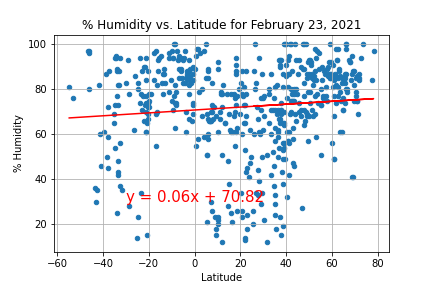 % Humidity vs. Latitude for February 23, 2021
100
80
60
40
20
% Humidity
y = 0.06x + 70.82
−60 −40 −20 0 20 40 60 80
Latitude